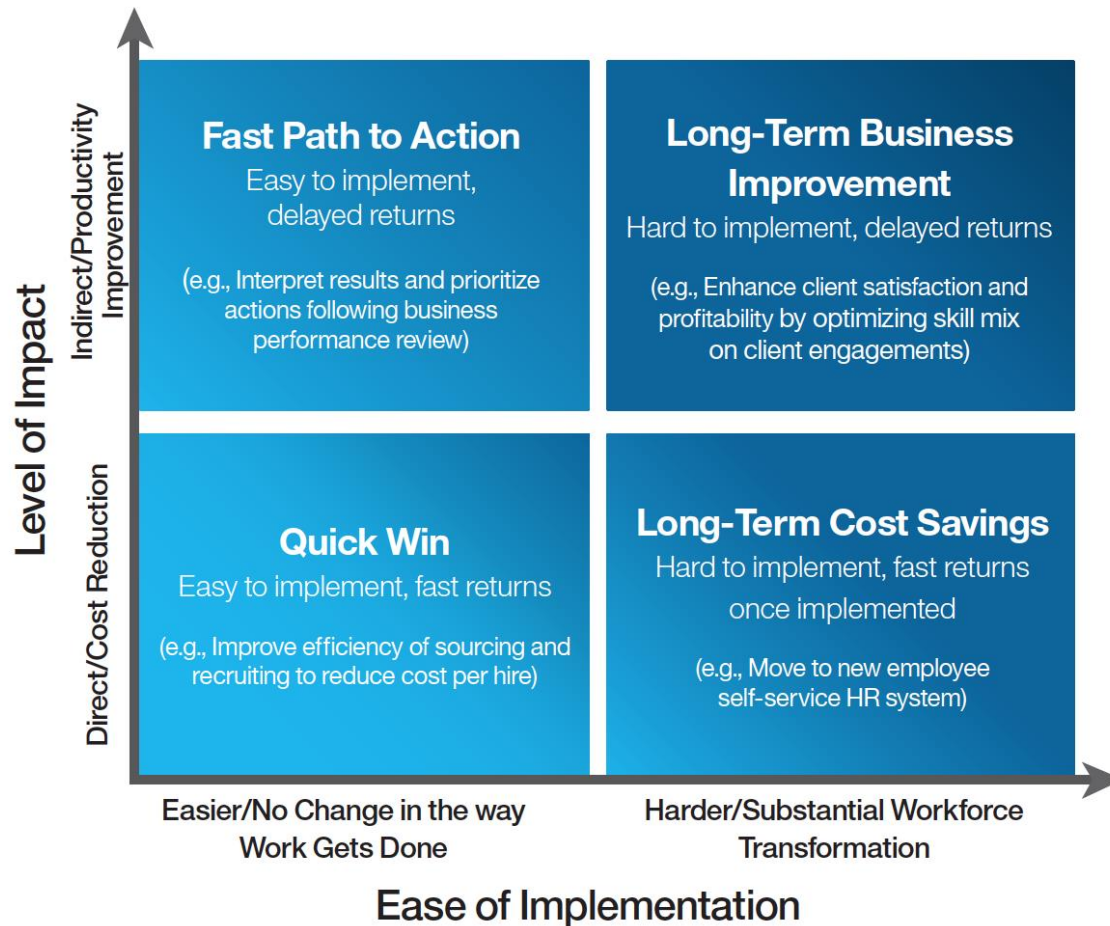 Level of Impact
Indirect/Productivity
Improvement
Direct/Cost Reduction
Fast Path to Action
Easy to implement,
delayed returns
(e.g., Interpret results and prioritize
actions following business
performance review)
Long-Term Business
Improvement
Hard to implement, delayed returns
(e.g., Enhance client satisfaction and
profitability by optimizing skill mix
on client engagements)
Quick Win
Easy to implement, fast returns
(e.g., Improve efficiency of sourcing and
recruiting to reduce cost per hire)
Long-Term Cost Savings
Hard to implement, fast returns
once implemented
(e.g., Move to new employee
self-service HR system)
Easier/No Change in the way
Work Gets Done
Harder/Substantial Workforce
Transformation
Ease of Implementation